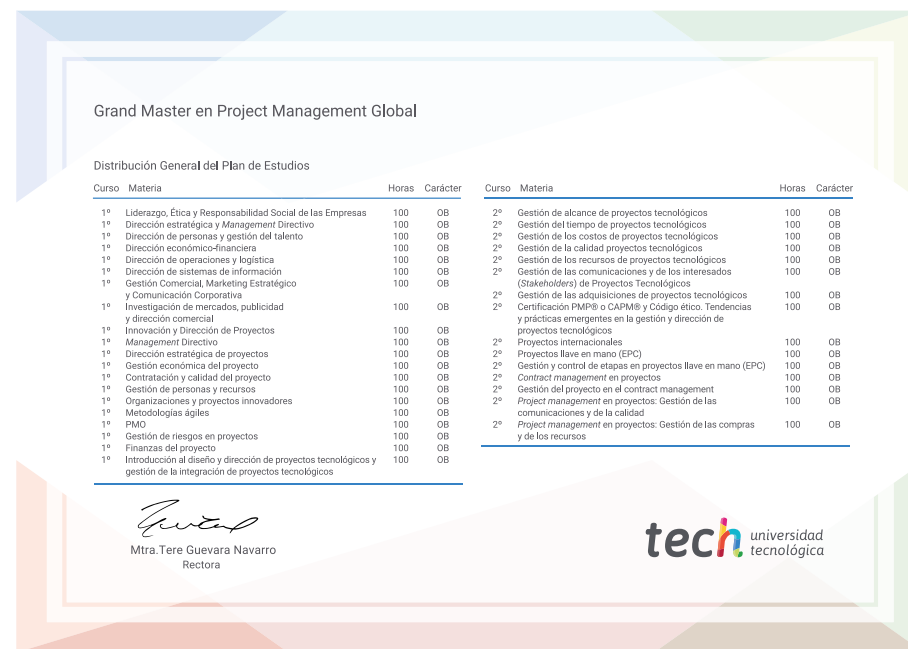 Grand Master en Project Management Global
Distribución General del Plan de Estudios
Curso Materia Horas Carácter
1º Liderazgo, Ética y Responsabilidad Social de las Empresas 100 OB
1º Dirección estratégica y Management Directivo 100 OB
1º Dirección de personas y gestión del talento 100 OB
1º Dirección económico-financiera 100 OB
1º Dirección de operaciones y logística 100 OB
1º Dirección de sistemas de información 100 OB
1º Gestión Comercial, Marketing Estratégico 100 OB
y Comunicación Corporativa
1º Investigación de mercados, publicidad 100 OB
y dirección comercial
1º Innovación y Dirección de Proyectos 100 OB
1º Management Directivo 100 OB
1º Dirección estratégica de proyectos 100 OB
1º Gestión económica del proyecto 100 OB
1º Contratación y calidad del proyecto 100 OB
1º Gestión de personas y recursos 100 OB
1º Organizaciones y proyectos innovadores 100 OB
1º Metodologías ágiles 100 OB
1º PMO 100 OB
1º Gestión de riesgos en proyectos 100 OB
1º Finanzas del proyecto 100 OB
1º Introducción al diseño y dirección de proyectos tecnológicos y 100 OB
gestión de la integración de proyectos tecnológicos
Curso Materia Horas Carácter
2º Gestión de alcance de proyectos tecnológicos 100 OB
2º Gestión del tiempo de proyectos tecnológicos 100 OB
2º Gestión de los costos de proyectos tecnológicos 100 OB
2º Gestión de la calidad proyectos tecnológicos 100 OB
2º Gestión de los recursos de proyectos tecnológicos 100 OB
2º Gestión de las comunicaciones y de los interesados 100 OB
(Stakeholders) de Proyectos Tecnológicos
2º Gestión de las adquisiciones de proyectos tecnológicos 100 OB
2º Certificación PMP® o CAPM® y Código ético. Tendencias 100 OB
y prácticas emergentes en la gestión y dirección de
proyectos tecnológicos
2º Proyectos internacionales 100 OB
2º Proyectos llave en mano (EPC) 100 OB
2º Gestión y control de etapas en proyectos llave en mano (EPC) 100 OB
2º Contract management en proyectos 100 OB
2º Gestión del proyecto en el contract management 100 OB
2º Project management en proyectos: Gestión de las 100 OB
comunicaciones y de la calidad
2º Project management en proyectos: Gestión de las compras 100 OB
y de los recursos
Mtra.Tere Guevara Navarro
Rectora
tech universidad
tecnológica